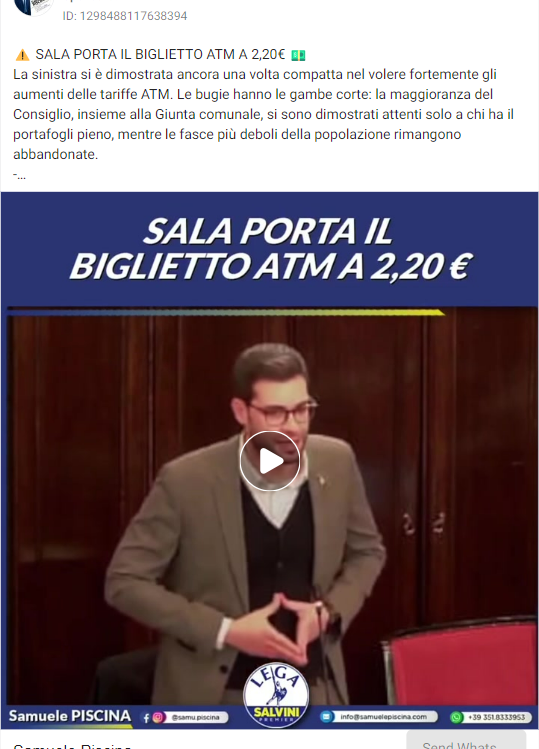 ID: 1298488117638394
⚠️ SALA PORTA IL BIGLIETTO ATM A 2,20€ 💵
La sinistra si è dimostrata ancora una volta compatta nel volere fortemente gli
aumenti delle tariffe ATM. Le bugie hanno le gambe corte: la maggioranza del
Consiglio, insieme alla Giunta comunale, si sono dimostrati attenti solo a chi ha il
portafogli pieno, mentre le fasce più deboli della popolazione rimangono
abbandonate.
-...
SALA PORTA IL
BIGLIETTO ATM A 2,20 €
LEGA
SALVINI
PREMIER
Samuele PISCINA
@samu.piscina
info@samuelepiscina.com
+39 351.8333953
Samuele Piscina
Send Whats